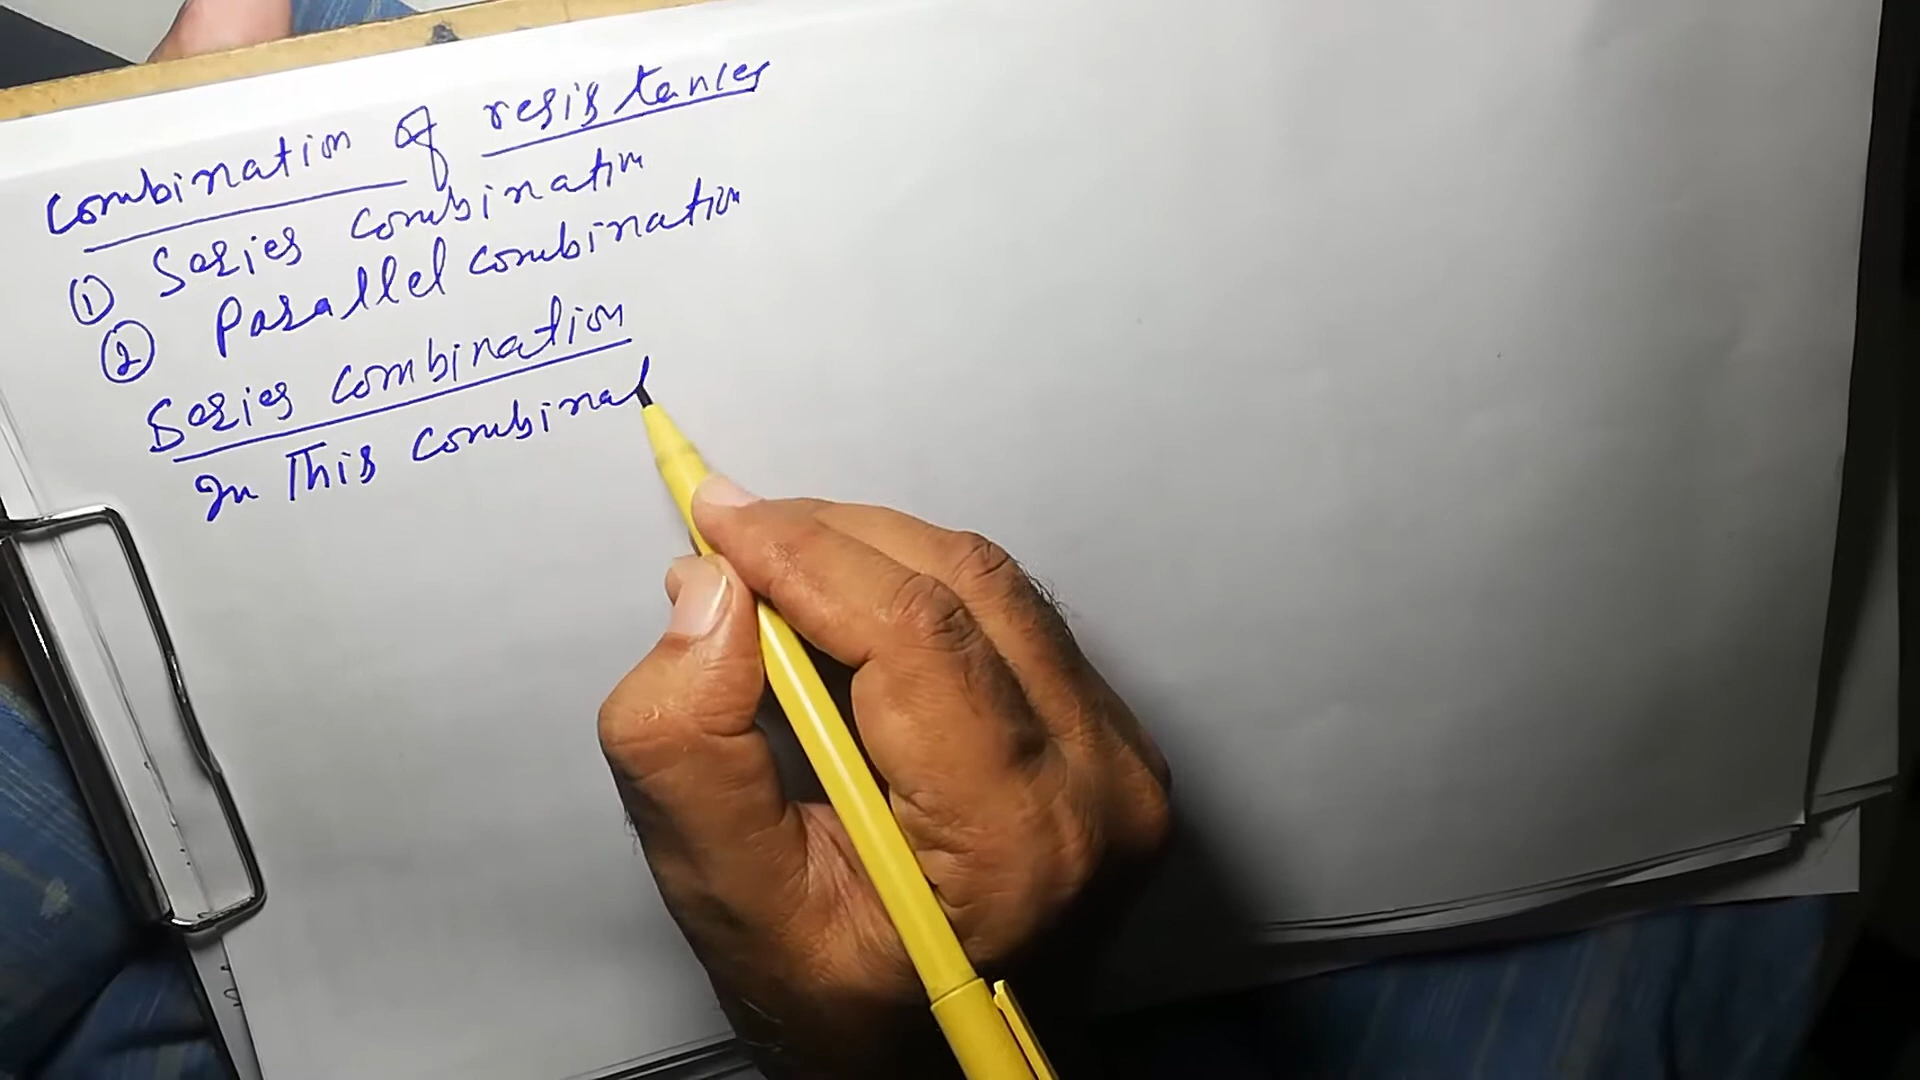 Combination of resistances
① Series combination
② Parallel combination
Series combination
In This combinat